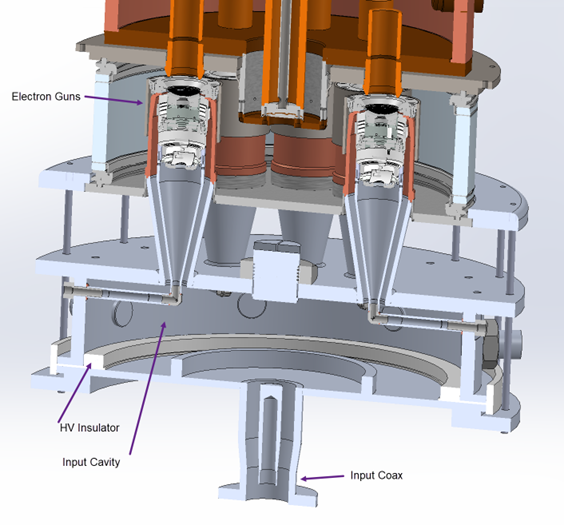 Electron Guns
HV Insulator
Input Cavity
Input Coax